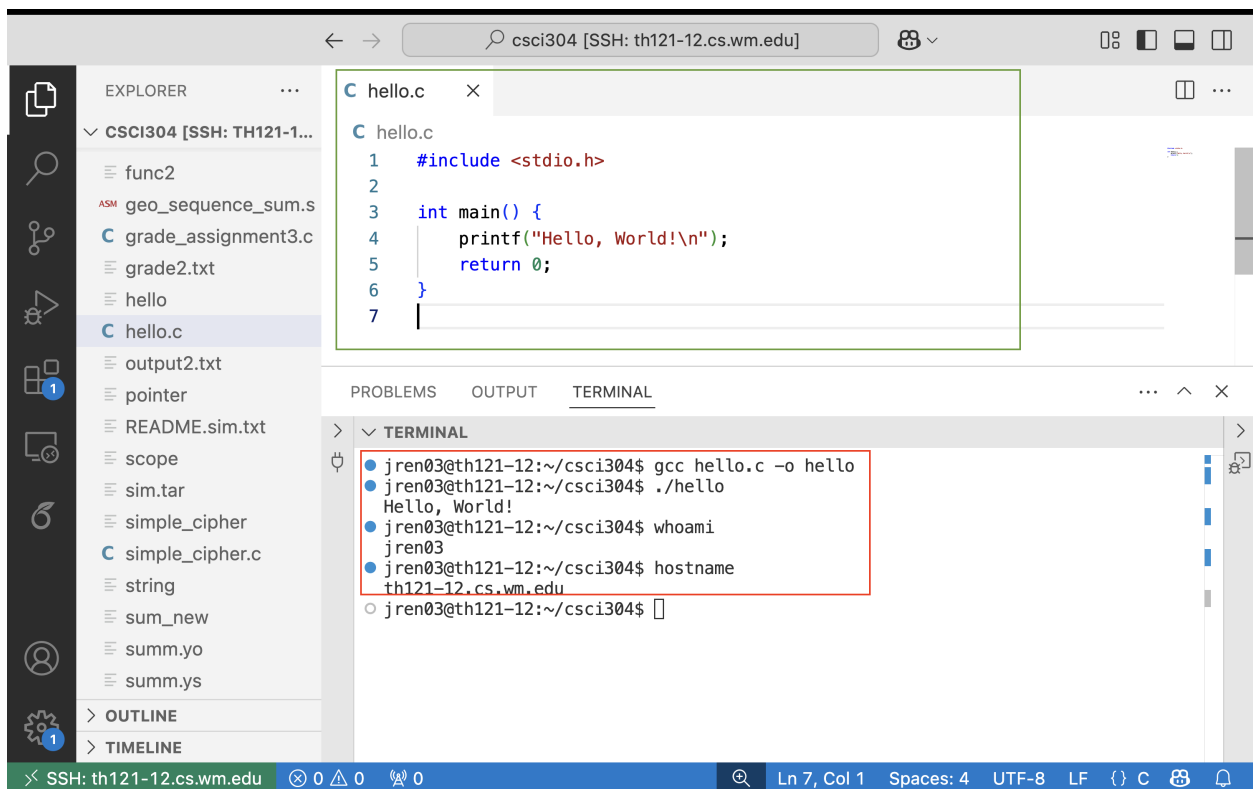 csci304 [SSH: th121-12.cs.wm.edu]
EXPLORER
CSCI304 [SSH: TH121-1...
func2
ASM geo_sequence_sum.s
C grade_assignment3.c
grade2.txt
hello
C hello.c
output2.txt
pointer
README.sim.txt
scope
sim.tar
simple_cipher
C simple_cipher.c
string
sum_new
summ.yo
summ.ys
OUTLINE
TIMELINE
1
1
C hello.c
C hello.c
1 #include <stdio.h>
2
3 int main() {
4     printf("Hello, World!\n");
5     return 0;
6 }
7
PROBLEMS OUTPUT TERMINAL
TERMINAL
jren03@th121-12:~/csci304$ gcc hello.c -o hello
jren03@th121-12:~/csci304$ ./hello
Hello, World!
jren03@th121-12:~/csci304$ whoami
jren03
jren03@th121-12:~/csci304$ hostname
th121-12.cs.wm.edu
jren03@th121-12:~/csci304$
SSH: th121-12.cs.wm.edu 0 0 0 Ln 7, Col 1 Spaces: 4 UTF-8 LF {} C